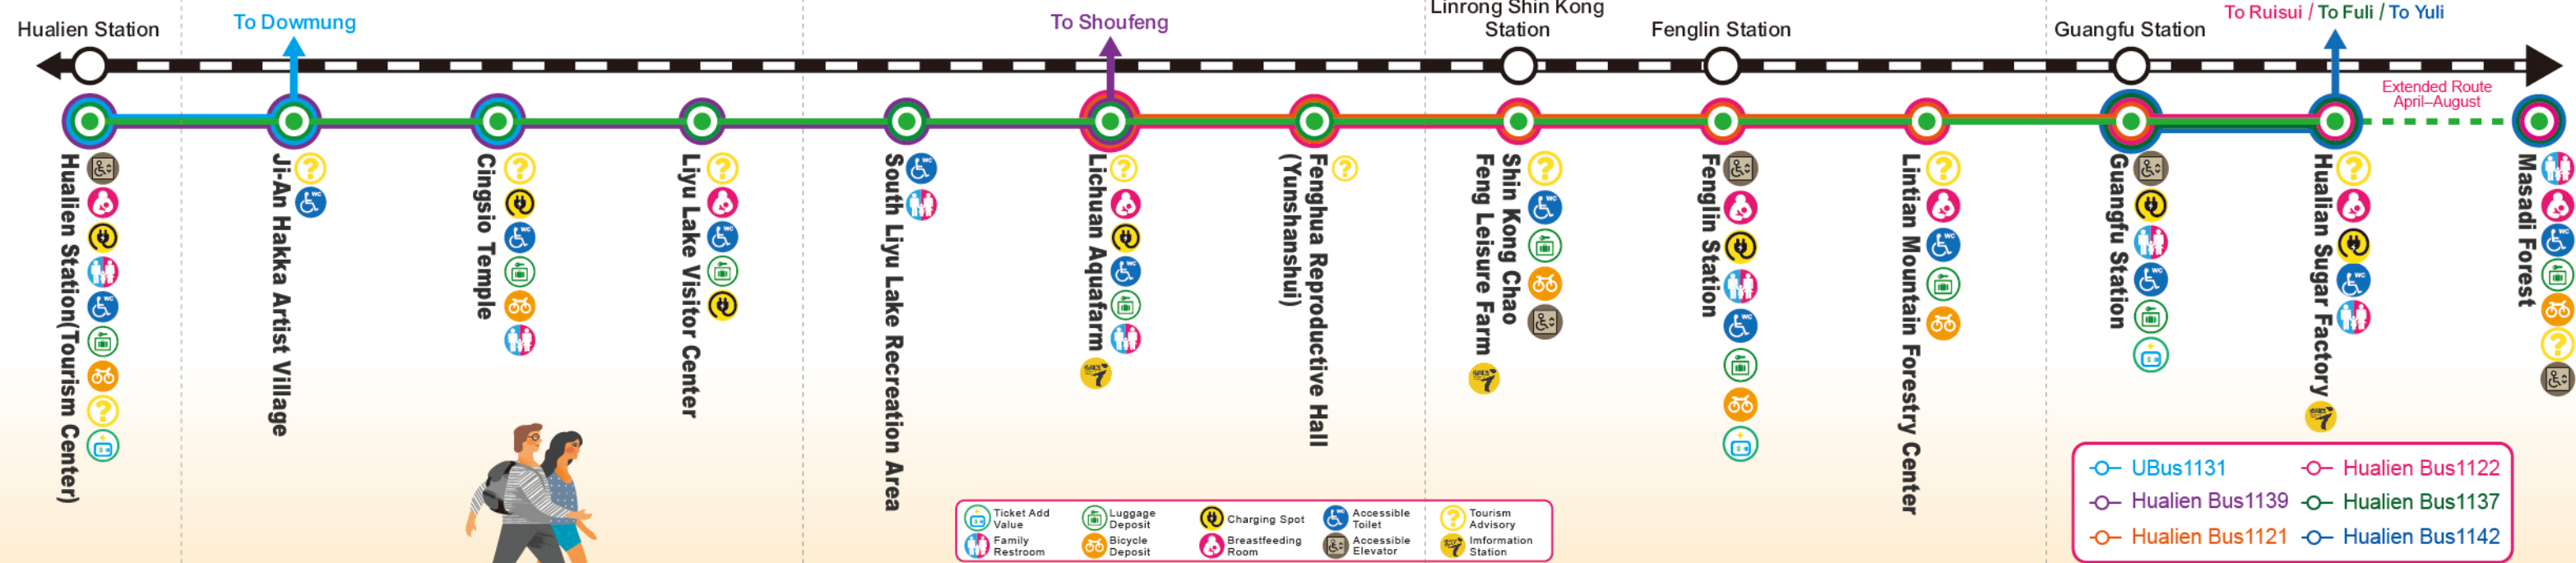 Hualien Station
To Dowmung
To Shoufeng
Linrong Shin Kong
Station
Fenglin Station
Guangfu Station
To Ruisui / To Fuli / To Yuli
Extended Route
April–August
Hualien Station(Tourism Center)
Ji-An Hakka Artist Village
Cingsio Temple
Liyu Lake Visitor Center
South Liyu Lake Recreation Area
Lichuan Aquafarm
Fenghua Reproductive Hall
(Yunshanshui)
Shin Kong Chao
Feng Leisure Farm
Fenglin Station
Lintian Mountain Forestry Center
Guangfu Station
Hualian Sugar Factory
Masadi Forest
Ticket Add
Value
Luggage
Deposit
Charging Spot
Accessible
Toilet
Tourism
Advisory
Family
Restroom
Bicycle
Deposit
Breastfeeding
Room
Accessible
Elevator
Imformation
Station
UBus1131
Hualien Bus1122
Hualien Bus1139
Hualien Bus1137
Hualien Bus1121
Hualien Bus1142